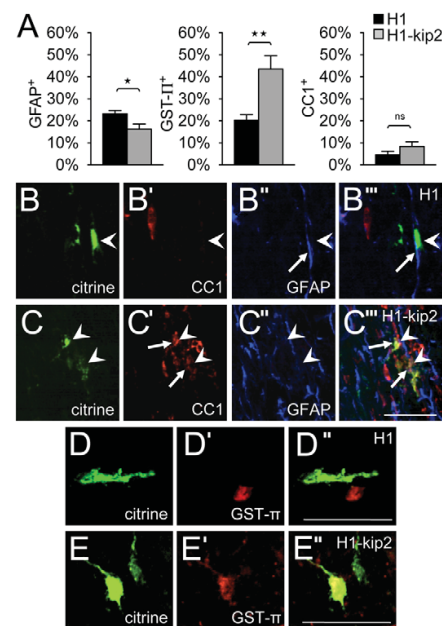 A
H1
H1-kip2
GFAP+
60%
50%
40%
30%
20%
10%
0%
★
GST-Π+
60%
50%
40%
30%
20%
10%
0%
★★
CC1+
60%
50%
40%
30%
20%
10%
0%
ns
B
citrine
B'
CC1
B"
GFAP
B'"
H1
C
citrine
C'
CC1
C"
GFAP
C'"
H1-kip2
D
citrine
D'
GST-π
D"
H1
E
citrine
E'
GST-π
E"
H1-kip2